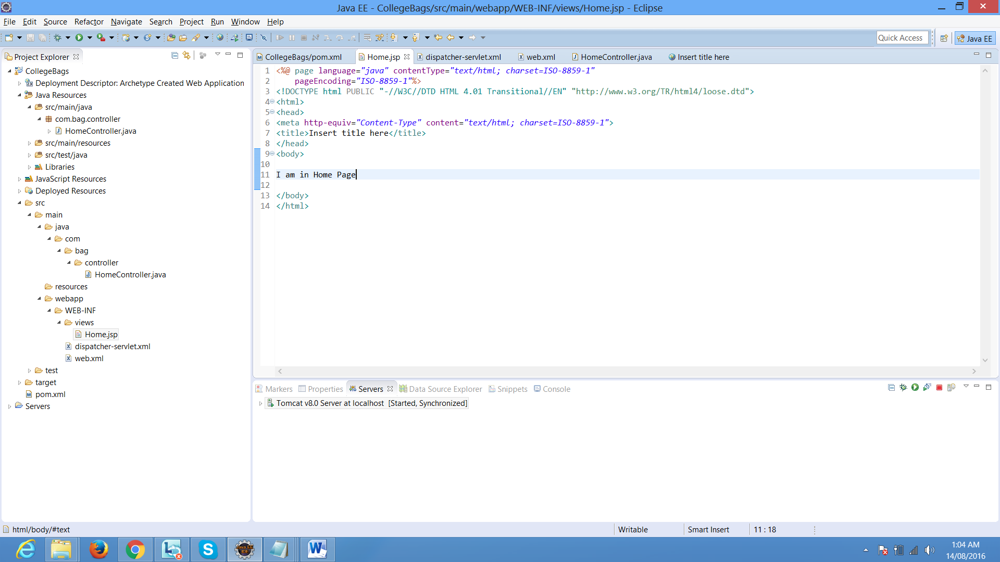 Java EE - CollegeBags/src/main/webapp/WEB-INF/views/Home.jsp - Eclipse
File Edit Source Refactor Navigate Search Project Run Window Help
Quick Access
Java EE
Project Explorer
CollegeBags
Deployment Descriptor: Archetype Created Web Application
Java Resources
src/main/java
com.bag.controller
HomeController.java
src/main/resources
src/test/java
Libraries
JavaScript Resources
Deployed Resources
src
main
java
com
bag
controller
HomeController.java
resources
webapp
WEB-INF
views
Home.jsp
dispatcher-servlet.xml
web.xml
test
target
pom.xml
Servers
CollegeBags/pom.xml Home.jsp dispatcher-servlet.xml web.xml HomeController.java Insert title here
1 <%@ page language="java" contentType="text/html; charset=ISO-8859-1"
2 pageEncoding="ISO-8859-1"%>
3 <!DOCTYPE html PUBLIC "-//W3C//DTD HTML 4.01 Transitional//EN" "http://www.w3.org/TR/html4/loose.dtd">
4 <html>
5 <head>
6 <meta http-equiv="Content-Type" content="text/html; charset=ISO-8859-1">
7 <title>Insert title here</title>
8 </head>
9 <body>
10
11 I am in Home Page
12
13 </body>
14 </html>
Markers Properties Servers Data Source Explorer Snippets Console
Tomcat v8.0 Server at localhost [Started, Synchronized]
html/body/#text
Writable
Smart Insert
11 : 18
1:04 AM
14/08/2016